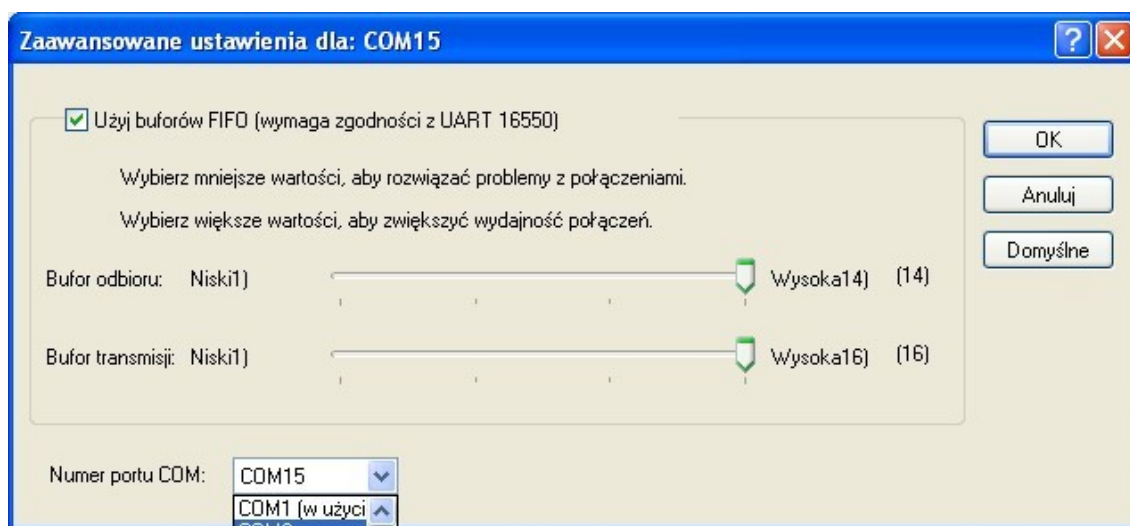 Zaawansowane ustawienia dla: COM15
Użyj buforów FIFO (wymaga zgodności z UART 16550)
OK
Wybierz mniejsze wartości, aby rozwiązać problemy z połączeniami.
Anuluj
Wybierz większe wartości, aby zwiększyć wydajność połączeń.
Domyślne
Bufor odbioru: Niski1) Wysoka14) (14)
Bufor transmisji: Niski1) Wysoka16) (16)
Numer portu COM: COM15
COM1 (w użyci